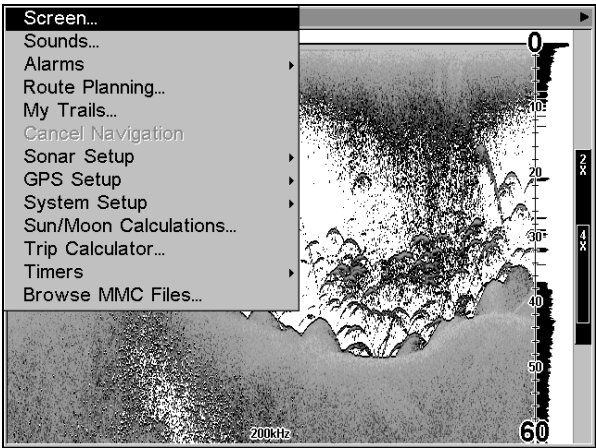 Screen...
Sounds...
Alarms
Route Planning...
My Trails...
Cancel Navigation
Sonar Setup
GPS Setup
System Setup
Sun/Moon Calculations...
Trip Calculator...
Timers
Browse MMC Files...
0
10
20
30
40
50
60
2X
4X
200kHz